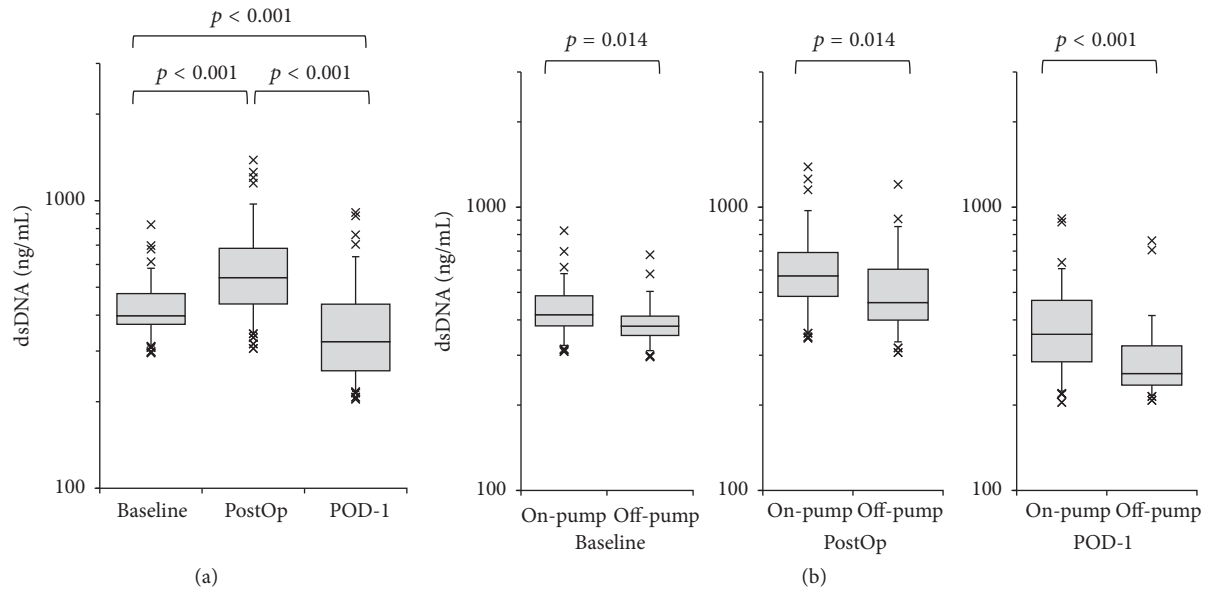 p < 0.001
p < 0.001 p < 0.001
dsDNA (ng/mL)
1000
100
Baseline PostOp POD-1
(a)
p = 0.014
dsDNA (ng/mL)
1000
100
On-pump Off-pump
Baseline
p = 0.014
1000
100
On-pump Off-pump
PostOp
p < 0.001
1000
100
On-pump Off-pump
POD-1
(b)